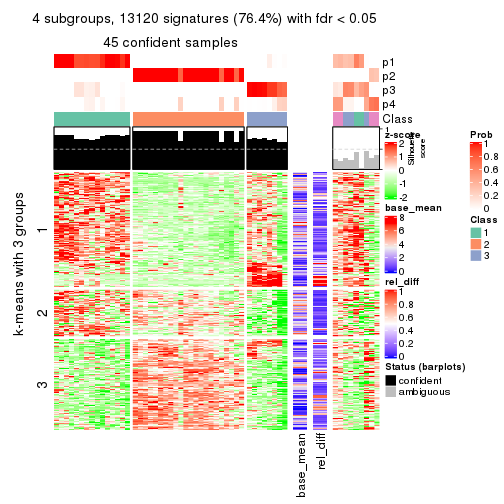 4 subgroups, 13120 signatures (76.4%) with fdr < 0.05
45 confident samples
p1
p2
p3
p4
Class
1
0
Silhouette
score
k-means with 3 groups
1
2
3
base_mean
rel_diff
z-score
2
1
0
-1
-2
base_mean
8
6
4
2
0
rel_diff
1
0.8
0.6
0.4
0.2
0
Status (barplots)
confident
ambiguous
Prob
1
0.8
0.6
0.4
0.2
0
Class
1
2
3